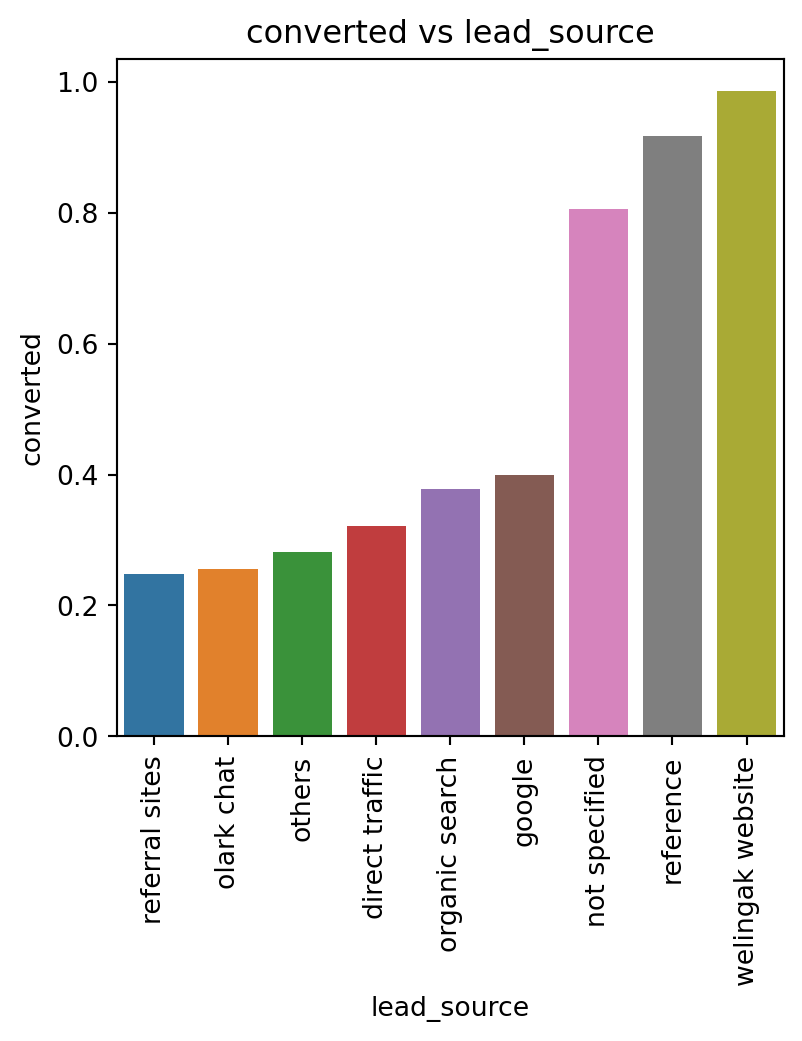 converted vs lead_source
converted
1.0
0.8
0.6
0.4
0.2
0.0
referral sites
olark chat
others
direct traffic
organic search
google
not specified
reference
welingak website
lead_source